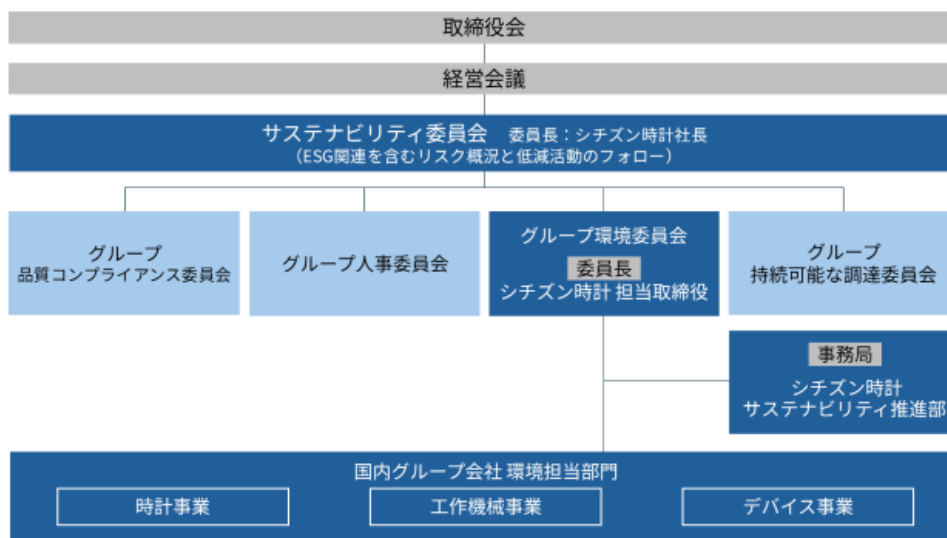 取締役会
経営会議
サステナビリティ委員会 委員長：シチズン時計社長
（ESG関連を含むリスク概況と低減活動のフォロー）
グループ
品質コンプライアンス委員会
グループ人事委員会
グループ環境委員会
委員長
シチズン時計 担当取締役
グループ
持続可能な調達委員会
事務局
シチズン時計
サステナビリティ推進部
国内グループ会社 環境担当部門
時計事業
工作機械事業
デバイス事業